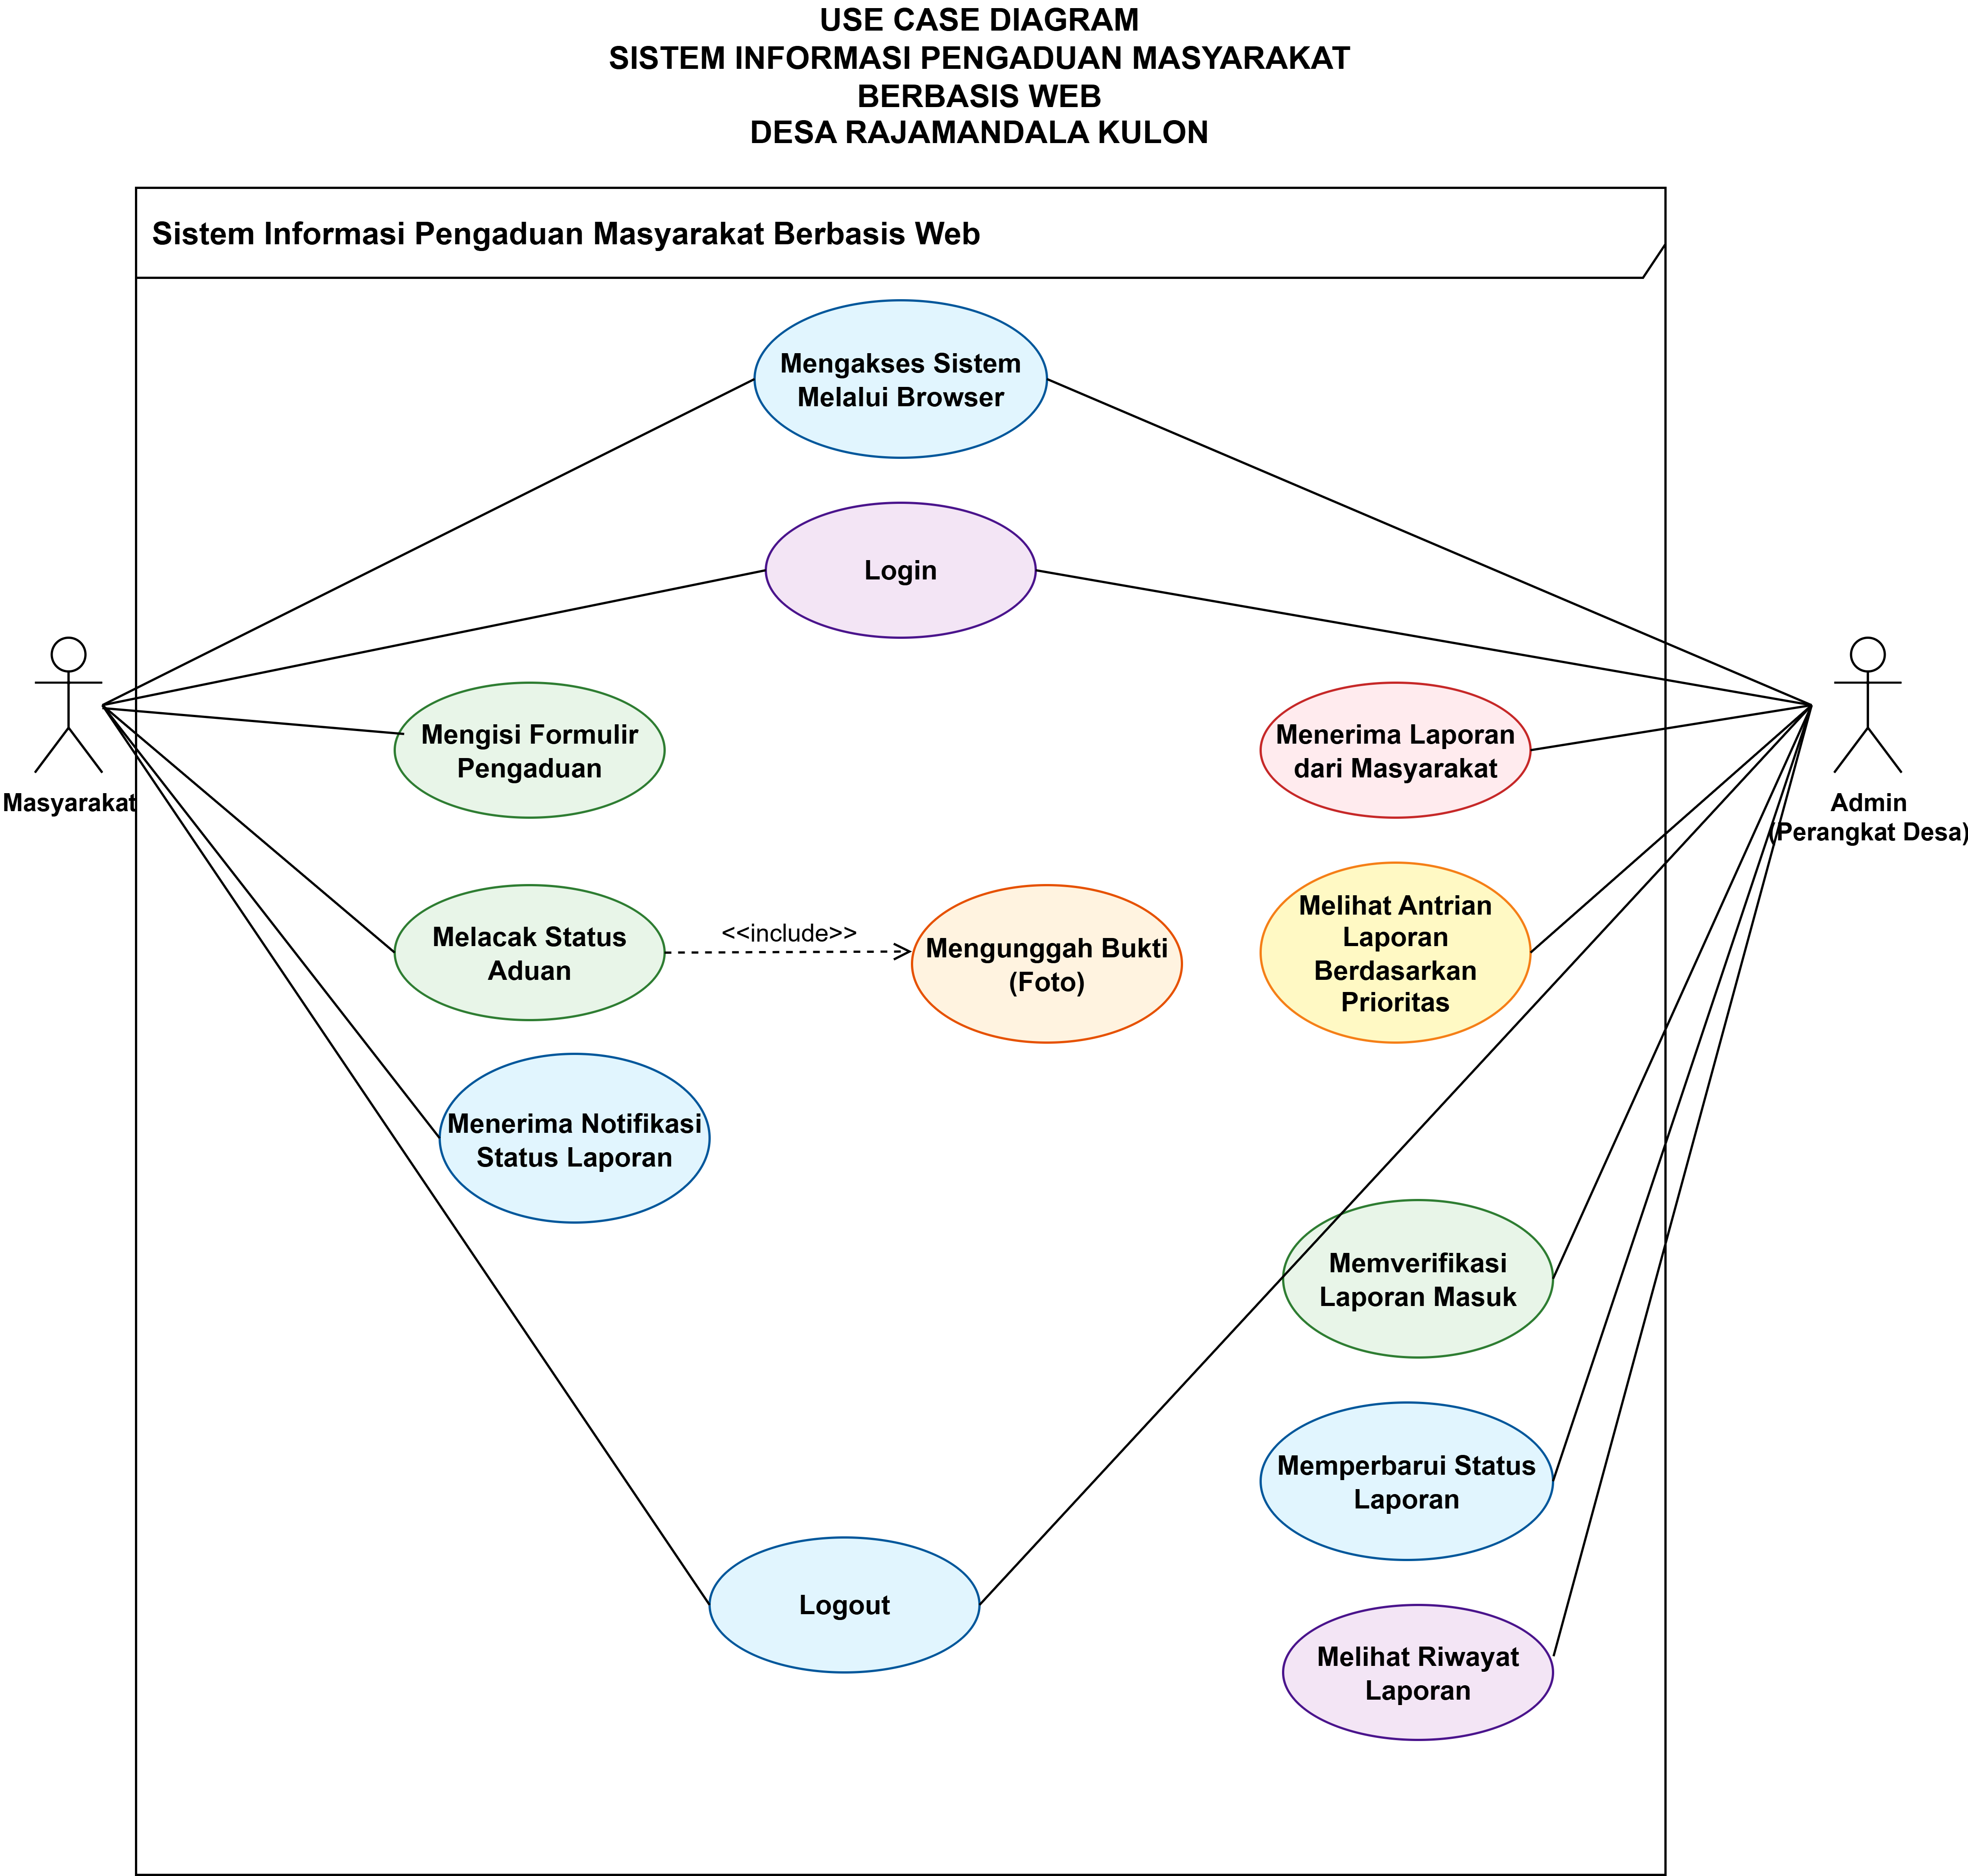 USE CASE DIAGRAM
SISTEM INFORMASI PENGADUAN MASYARAKAT
BERBASIS WEB
DESA RAJAMANDALA KULON
Sistem Informasi Pengaduan Masyarakat Berbasis Web
Mengakses Sistem
Melalui Browser
Login
Masyarakat
Mengisi Formulir
Pengaduan
Menerima Laporan
dari Masyarakat
Admin
(Perangkat Desa)
Melacak Status
Aduan
<<include>>
Mengunggah Bukti
(Foto)
Melihat Antrian
Laporan
Berdasarkan
Prioritas
Menerima Notifikasi
Status Laporan
Memverifikasi
Laporan Masuk
Memperbarui Status
Laporan
Logout
Melihat Riwayat
Laporan